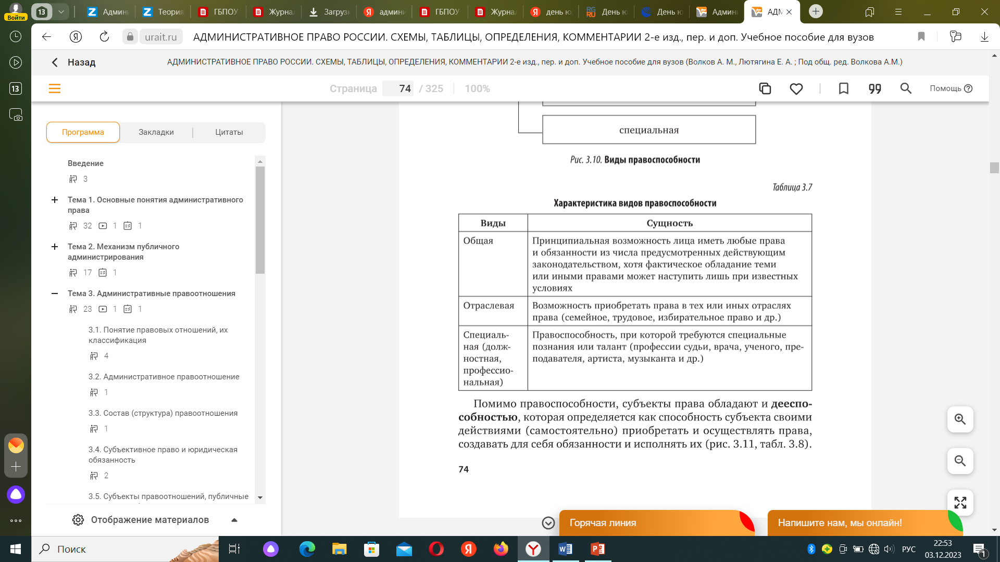 Войти
13
Админи
Теория
ГБПОУ
Журна
Загрузк
админи
ГБПОУ
Журна
день ю
День ю
День ю
Админи
АДМ
urait.ru
АДМИНИСТРАТИВНОЕ ПРАВО РОССИИ. СХЕМЫ, ТАБЛИЦЫ, ОПРЕДЕЛЕНИЯ, КОММЕНТАРИИ 2-е изд., пер. и доп. Учебное пособие для вузов
13
Назад
АДМИНИСТРАТИВНОЕ ПРАВО РОССИИ. СХЕМЫ, ТАБЛИЦЫ, ОПРЕДЕЛЕНИЯ, КОММЕНТАРИИ 2-е изд., пер. и доп. Учебное пособие для вузов (Волков А. М., Лютягина Е. А. ; Под общ. ред. Волкова А.М.)
Страница 74 / 325 100%
Помощь
Программа
Закладки
Цитаты
Введение
3
Тема 1. Основные понятия административного
права
32 1 1
Тема 2. Механизм публичного
администрирования
17 1
Тема 3. Административные правоотношения
23 1 1
3.1. Понятие правовых отношений, их
классификация
4
3.2. Административное правоотношение
1
3.3. Состав (структура) правоотношения
1
3.4. Субъективное право и юридическая
обязанность
2
3.5. Субъекты правоотношений, публичные
Отображение материалов
специальная
Рис. 3.10. Виды правоспособности
Таблица 3.7
Характеристика видов правоспособности
Виды
Сущность
Общая
Принципиальная возможность лица иметь любые права
и обязанности из числа предусмотренных действующим
законодательством, хотя фактическое обладание теми
или иными правами может наступить лишь при известных
условиях
Отраслевая
Возможность приобретать права в тех или иных отраслях
права (семейное, трудовое, избирательное право и др.)
Специаль-
ная (долж-
ностная,
профессио-
нальная)
Правоспособность, при которой требуются специальные
познания или талант (профессии судьи, врача, ученого, пре-
подавателя, артиста, музыканта и др.)
Помимо правоспособности, субъекты права обладают и дееспо-
собностью, которая определяется как способность субъекта своими
действиями (самостоятельно) приобретать и осуществлять права,
создавать для себя обязанности и исполнять их (рис. 3.11, табл. 3.8).
74
Горячая линия
Напишите нам, мы онлайн!
Поиск
РУС
22:53
03.12.2023
1